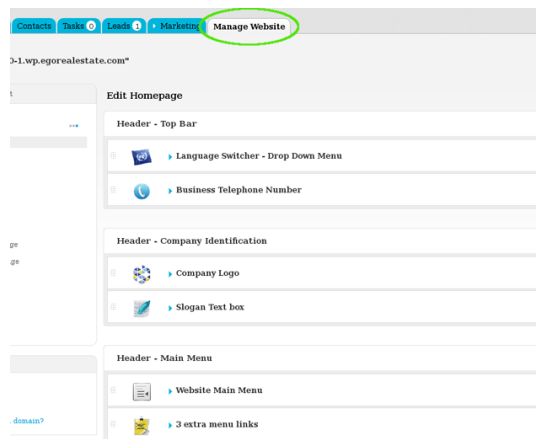 Contacts Tasks 0 Leads 1 Marketing Manage Website
0-1.wp.egorealestate.com"
Edit Homepage
Header - Top Bar
Language Switcher - Drop Down Menu
Business Telephone Number
ge
ge
Header - Company Identification
Company Logo
Slogan Text box
Header - Main Menu
Website Main Menu
domain?
3 extra menu links